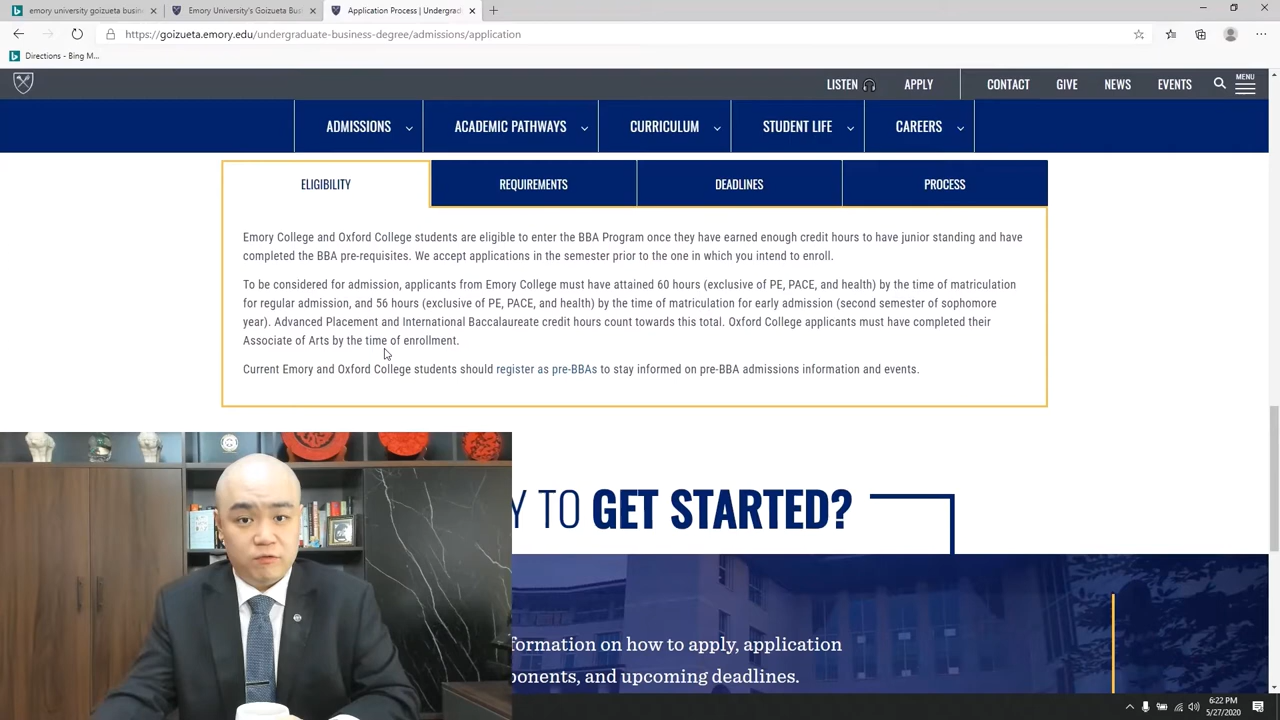 emory university goizueta busine
Emory University's Goizueta Busi
Application Process | Undergrad
https://goizueta.emory.edu/undergraduate-business-degree/admissions/application
Directions - Bing M...
LISTEN
APPLY
CONTACT
GIVE
NEWS
EVENTS
MENU
ADMISSIONS
ACADEMIC PATHWAYS
CURRICULUM
STUDENT LIFE
CAREERS
ELIGIBILITY
REQUIREMENTS
DEADLINES
PROCESS
Emory College and Oxford College students are eligible to enter the BBA Program once they have earned enough credit hours to have junior standing and have
completed the BBA pre-requisites. We accept applications in the semester prior to the one in which you intend to enroll.
To be considered for admission, applicants from Emory College must have attained 60 hours (exclusive of PE, PACE, and health) by the time of matriculation
for regular admission, and 56 hours (exclusive of PE, PACE, and health) by the time of matriculation for early admission (second semester of sophomore
year). Advanced Placement and International Baccalaureate credit hours count towards this total. Oxford College applicants must have completed their
Associate of Arts by the time of enrollment.
Current Emory and Oxford College students should register as pre-BBAs to stay informed on pre-BBA admissions information and events.
Y TO GET STARTED?
formation on how to apply, application
ponents, and upcoming deadlines.
6:22 PM
5/27/2020